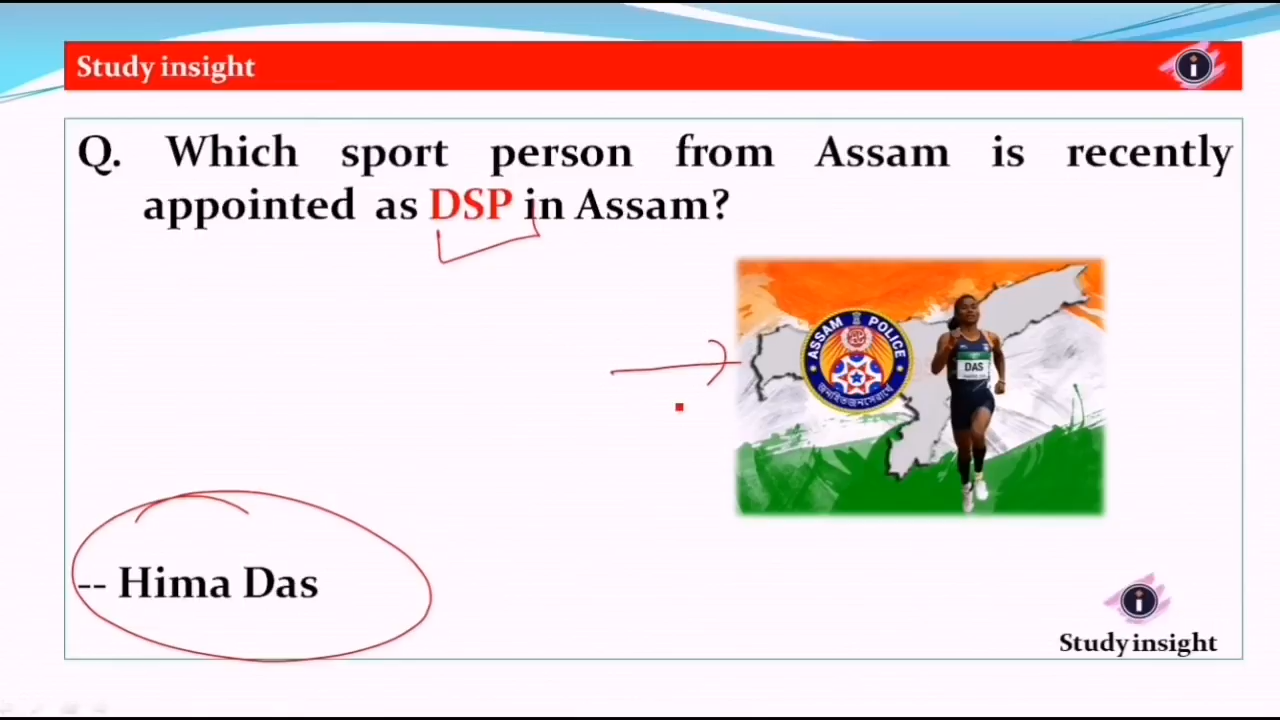 Study insight
i
Q. Which sport person from Assam is recently
appointed as DSP in Assam?
ASSAM POLICE
DAS
-- Hima Das
i
Study insight